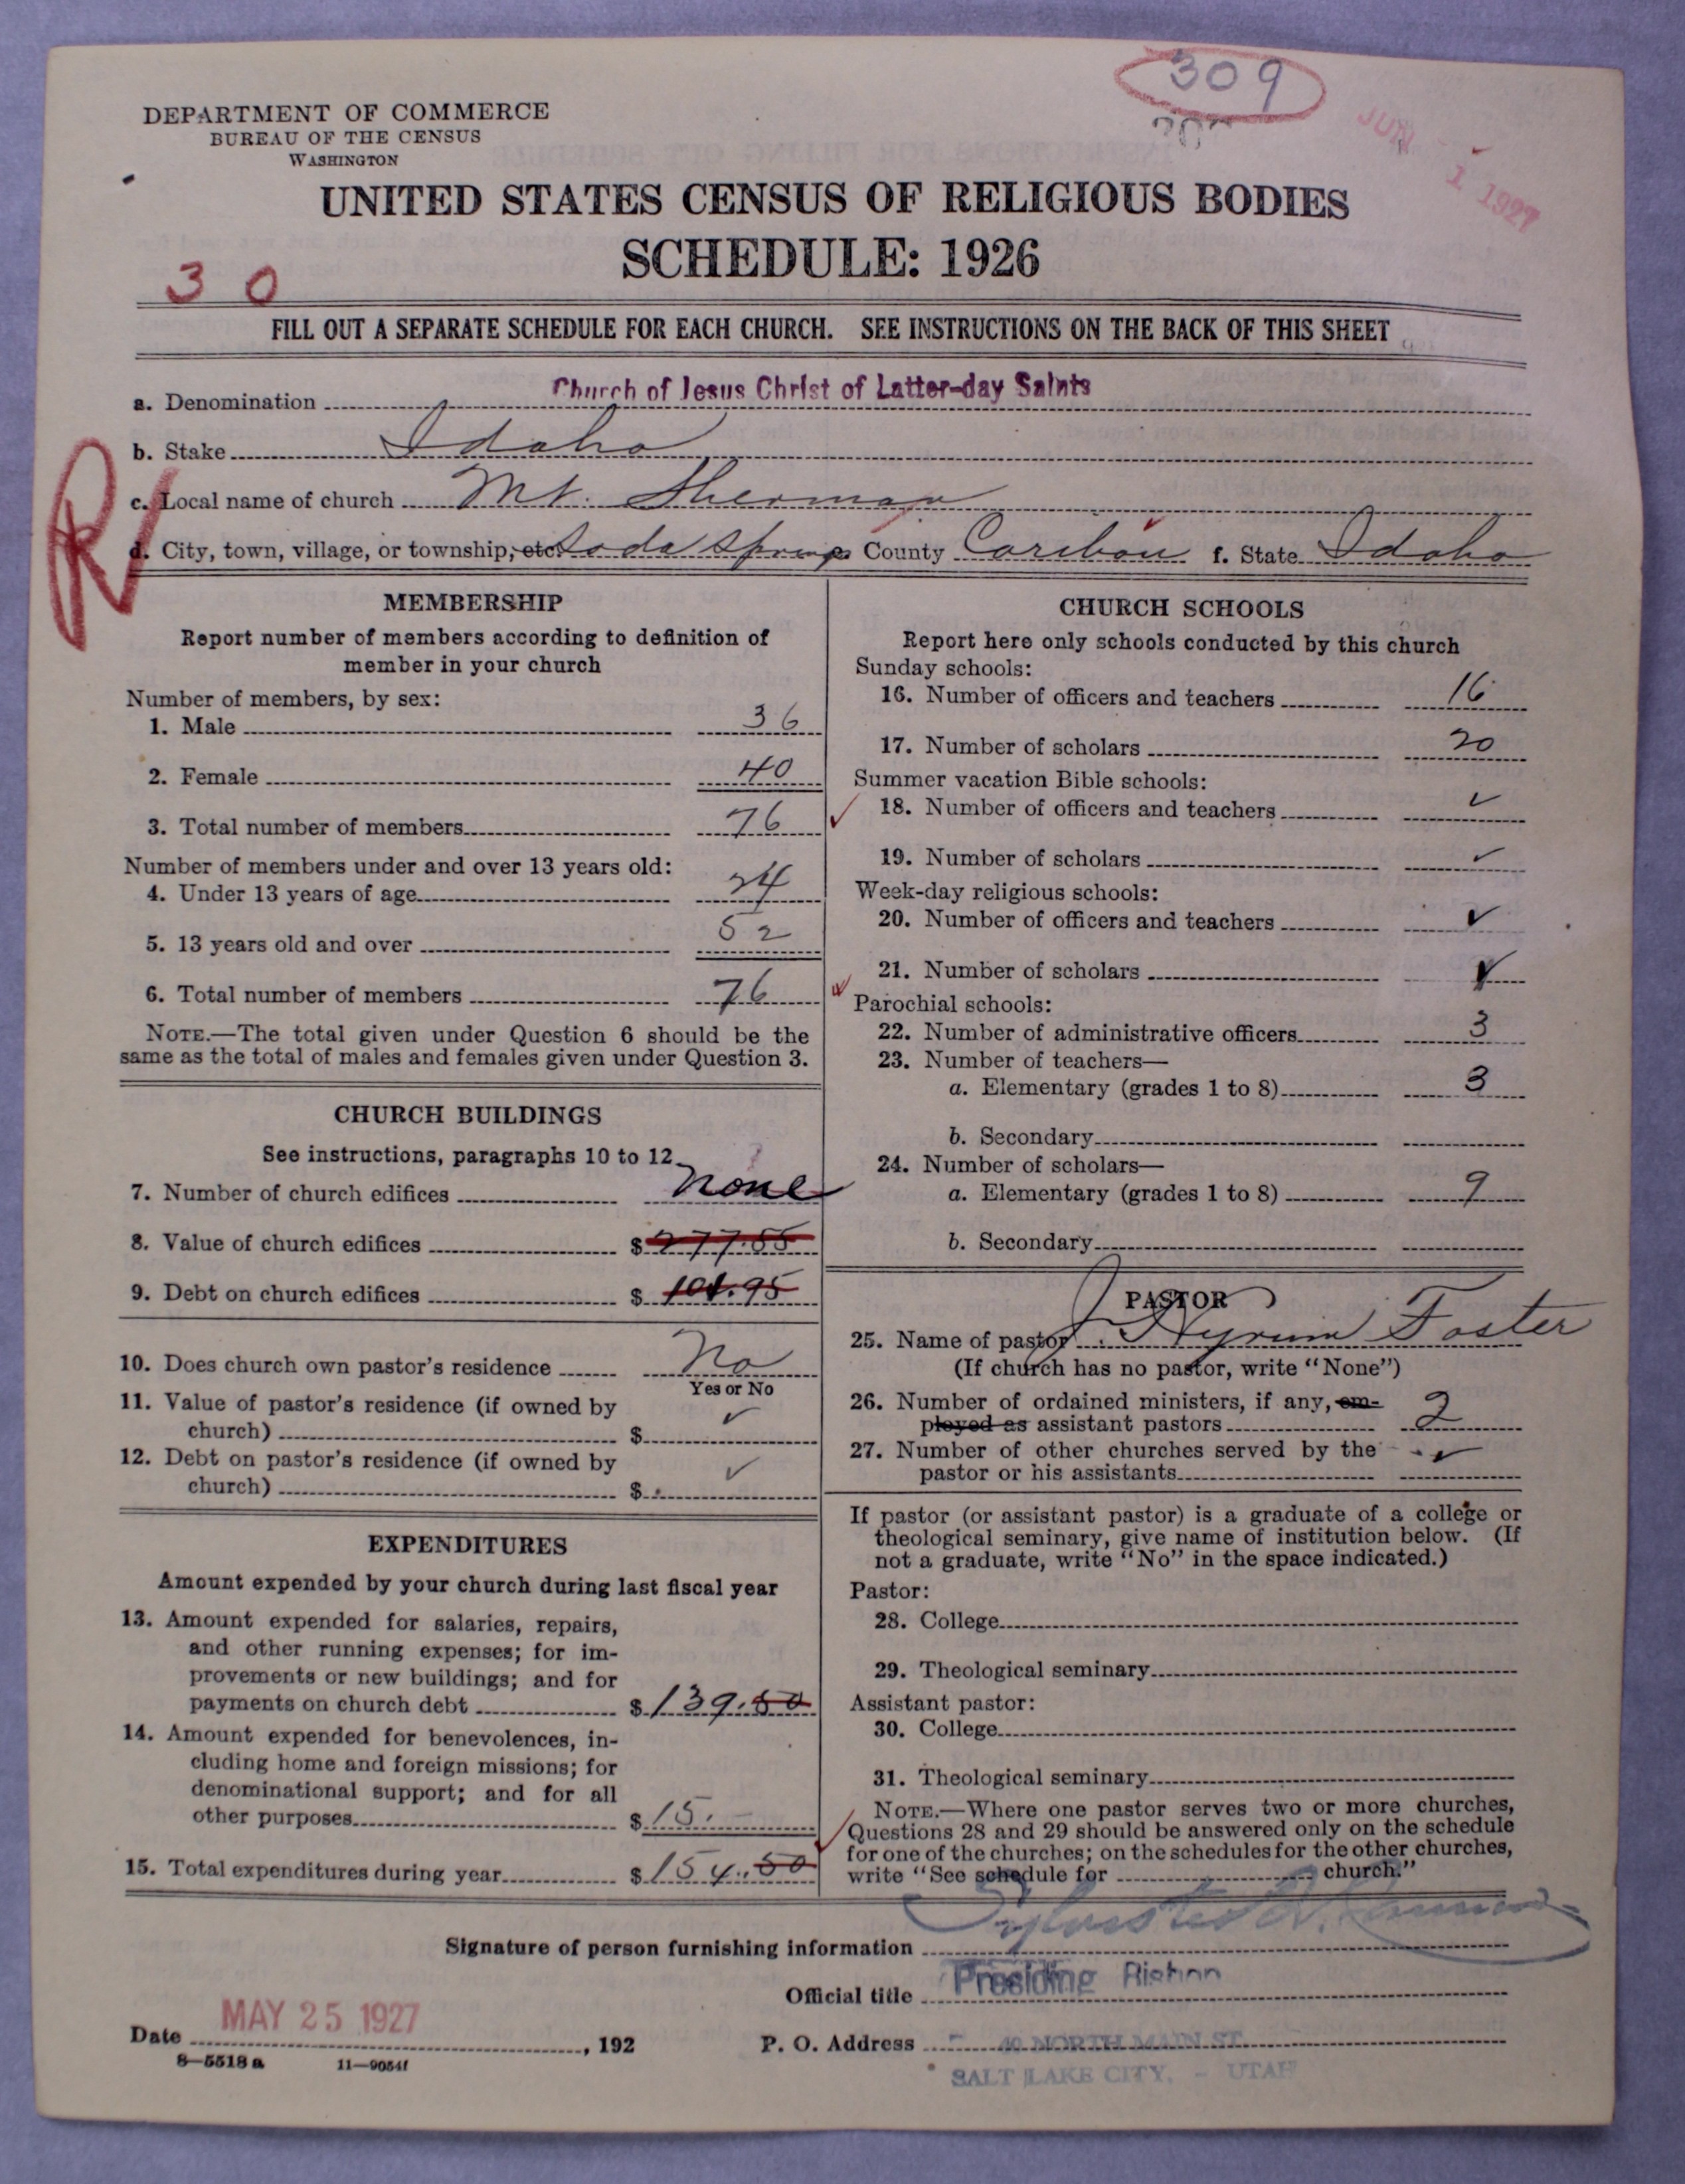 309
JUN 1 1927
DEPARTMENT OF COMMERCE
BUREAU OF THE CENSUS
WASHINGTON
UNITED STATES CENSUS OF RELIGIOUS BODIES
SCHEDULE: 1926
30
FILL OUT A SEPARATE SCHEDULE FOR EACH CHURCH. SEE INSTRUCTIONS ON THE BACK OF THIS SHEET
a. Denomination Church of Jesus Christ of Latter-day Saints
b. Stake Idaho
R
c. Local name of church Mt. Sherman
d. City, town, village, or township, etc. Soda Springs County Caribou f. State Idaho
MEMBERSHIP
Report number of members according to definition of
member in your church
Number of members, by sex:
1. Male 36
2. Female 40
3. Total number of members 76
Number of members under and over 13 years old:
4. Under 13 years of age 24
5. 13 years old and over 52
6. Total number of members 76
NOTE.—The total given under Question 6 should be the
same as the total of males and females given under Question 3.
CHURCH BUILDINGS
See instructions, paragraphs 10 to 12
7. Number of church edifices none
8. Value of church edifices $ 277.55
9. Debt on church edifices $ 101.95
10. Does church own pastor's residence No
Yes or No
11. Value of pastor's residence (if owned by
church) $ ✓
12. Debt on pastor's residence (if owned by
church) $ ✓
EXPENDITURES
Amount expended by your church during last fiscal year
13. Amount expended for salaries, repairs,
and other running expenses; for im-
provements or new buildings; and for
payments on church debt $ 139.50
14. Amount expended for benevolences, in-
cluding home and foreign missions; for
denominational support; and for all
other purposes $ 15.—
15. Total expenditures during year $ 154.50
CHURCH SCHOOLS
Report here only schools conducted by this church
Sunday schools:
16. Number of officers and teachers 16
17. Number of scholars 20
Summer vacation Bible schools:
18. Number of officers and teachers ✓
19. Number of scholars ✓
Week-day religious schools:
20. Number of officers and teachers ✓
21. Number of scholars ✓
Parochial schools:
22. Number of administrative officers 3
23. Number of teachers—
a. Elementary (grades 1 to 8) 3
b. Secondary
24. Number of scholars—
a. Elementary (grades 1 to 8) 9
b. Secondary
PASTOR
25. Name of pastor J. Hyrum Foster
(If church has no pastor, write "None")
26. Number of ordained ministers, if any, em-
ployed as assistant pastors 2
27. Number of other churches served by the
pastor or his assistants ✓
If pastor (or assistant pastor) is a graduate of a college or
theological seminary, give name of institution below. (If
not a graduate, write "No" in the space indicated.)
Pastor:
28. College
29. Theological seminary
Assistant pastor:
30. College
31. Theological seminary
NOTE.—Where one pastor serves two or more churches,
Questions 28 and 29 should be answered only on the schedule
for one of the churches; on the schedules for the other churches,
write "See schedule for church."
Signature of person furnishing information Sylvester Q. Cannon
Official title Presiding Bishop
Date MAY 25 1927, 192
P. O. Address 40 NORTH MAIN ST.
SALT LAKE CITY, - UTAH
8—5518 a 11—9054f